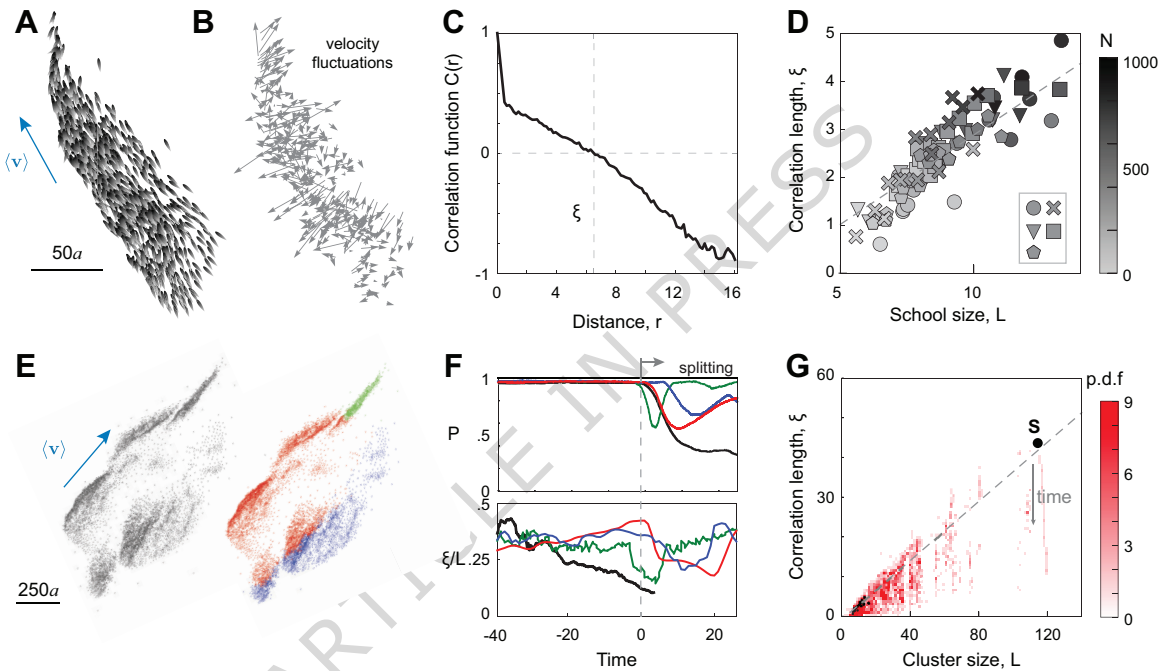 A
B
velocity
fluctuations
⟨v⟩
50a
C
Correlation function C(r)
1
0
-1
ξ
0 4 8 12 16
Distance, r
D
Correlation length, ξ
5
4
3
2
1
0
5 10
School size, L
N
1000
500
0
E
⟨v⟩
250a
F
splitting
1
P
.5
0
.5
ξ/L .25
0
-40 -20 0 20
Time
G
Correlation length, ξ
60
30
0
S
time
0 40 80 120
Cluster size, L
p.d.f
9
6
3
0
ARTICLE IN PRESS